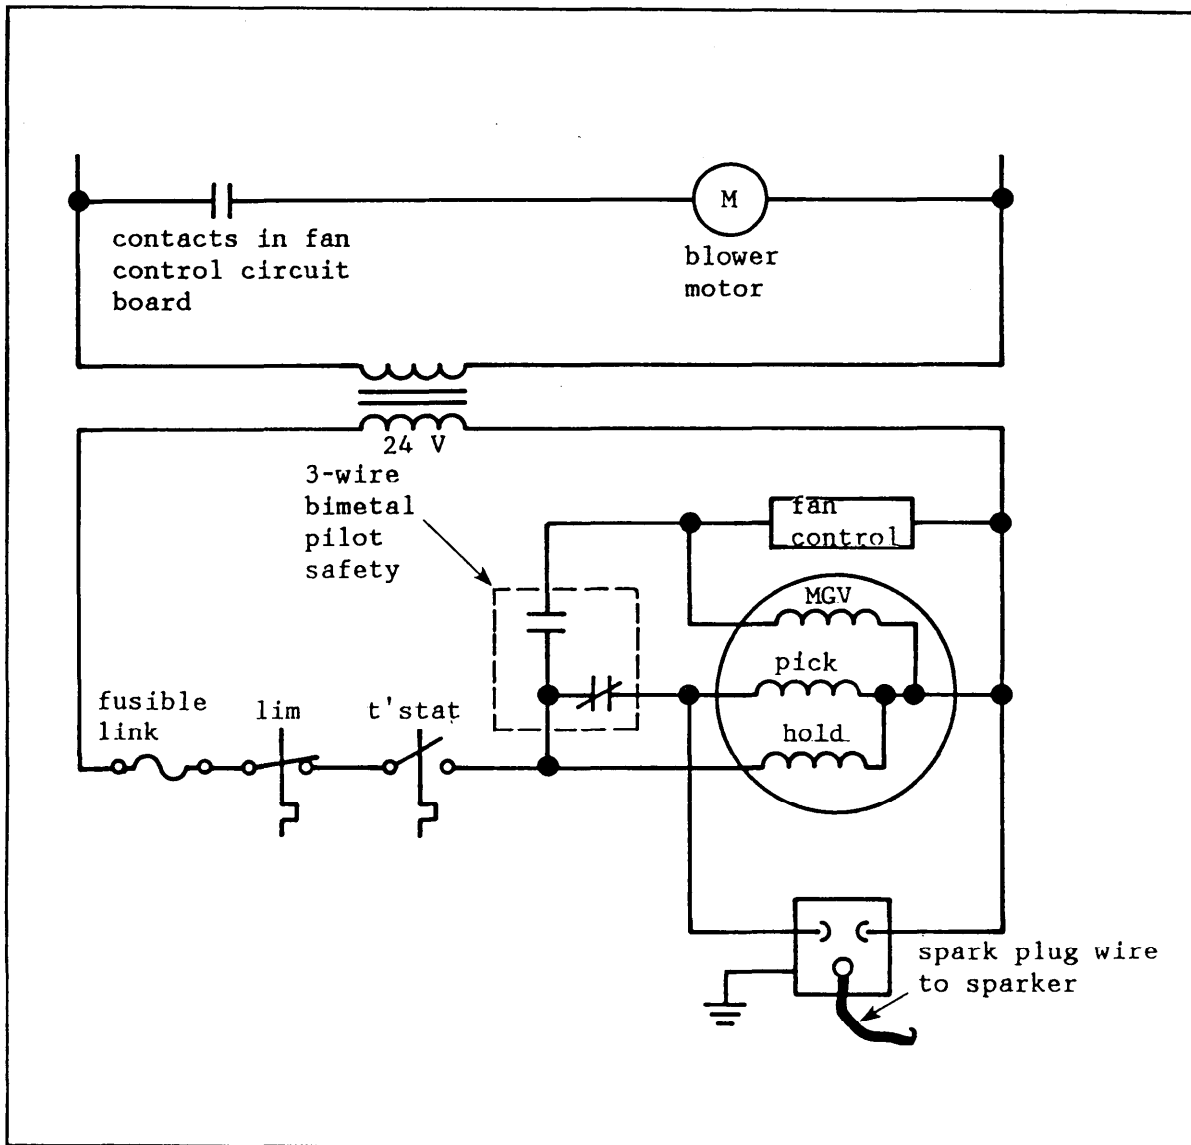 M
contacts in fan
control circuit
board
blower
motor
24 V
3-wire
bimetal
pilot
safety
fan
control
MGV
pick
hold
fusible
link
lim
t'stat
spark plug wire
to sparker